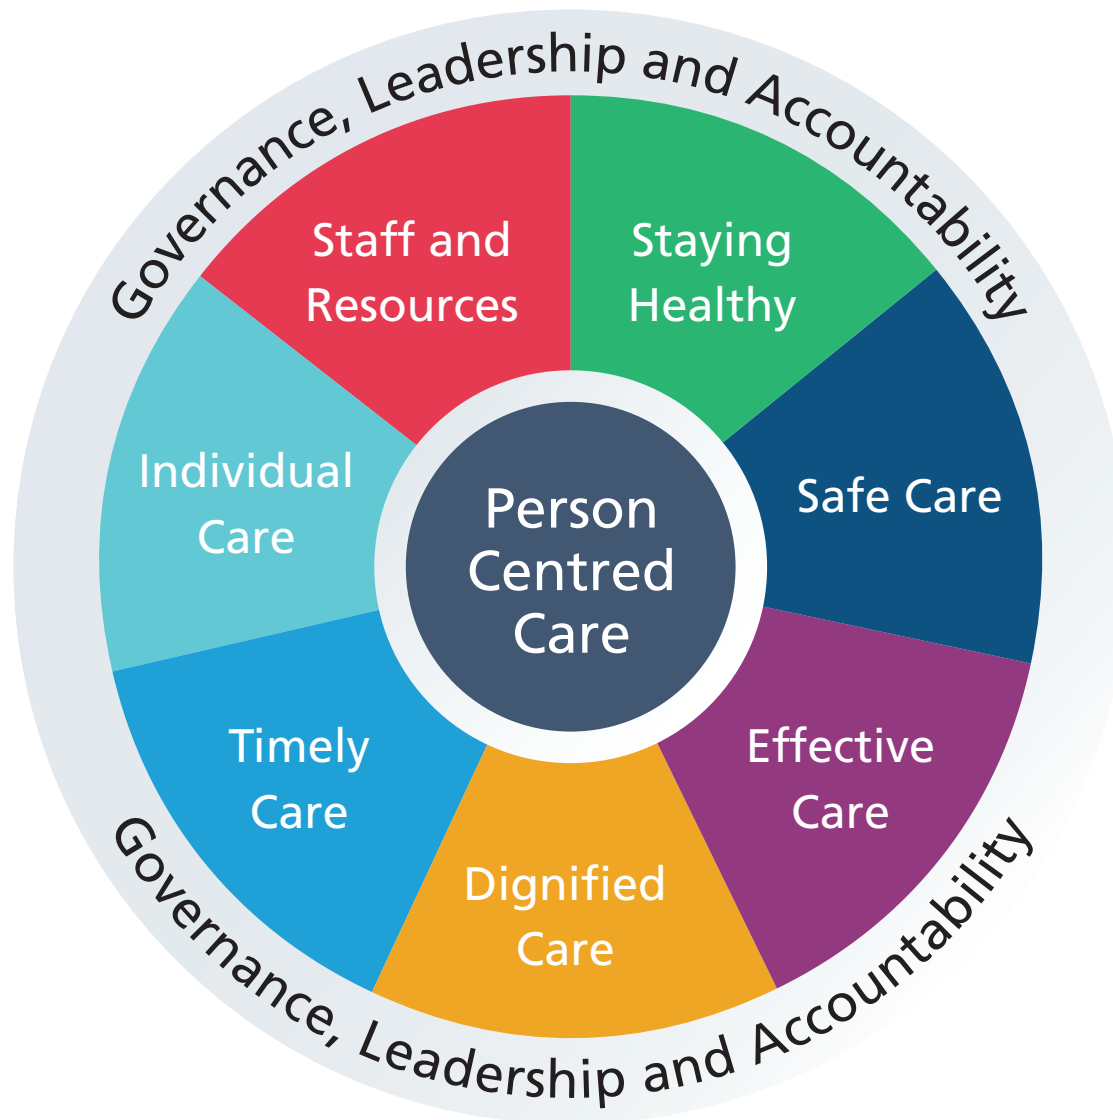 Governance, Leadership and Accountability
Staff and
Resources
Staying
Healthy
Individual
Care
Person
Centred
Care
Safe Care
Timely
Care
Effective
Care
Dignified
Care
Governance, Leadership and Accountability